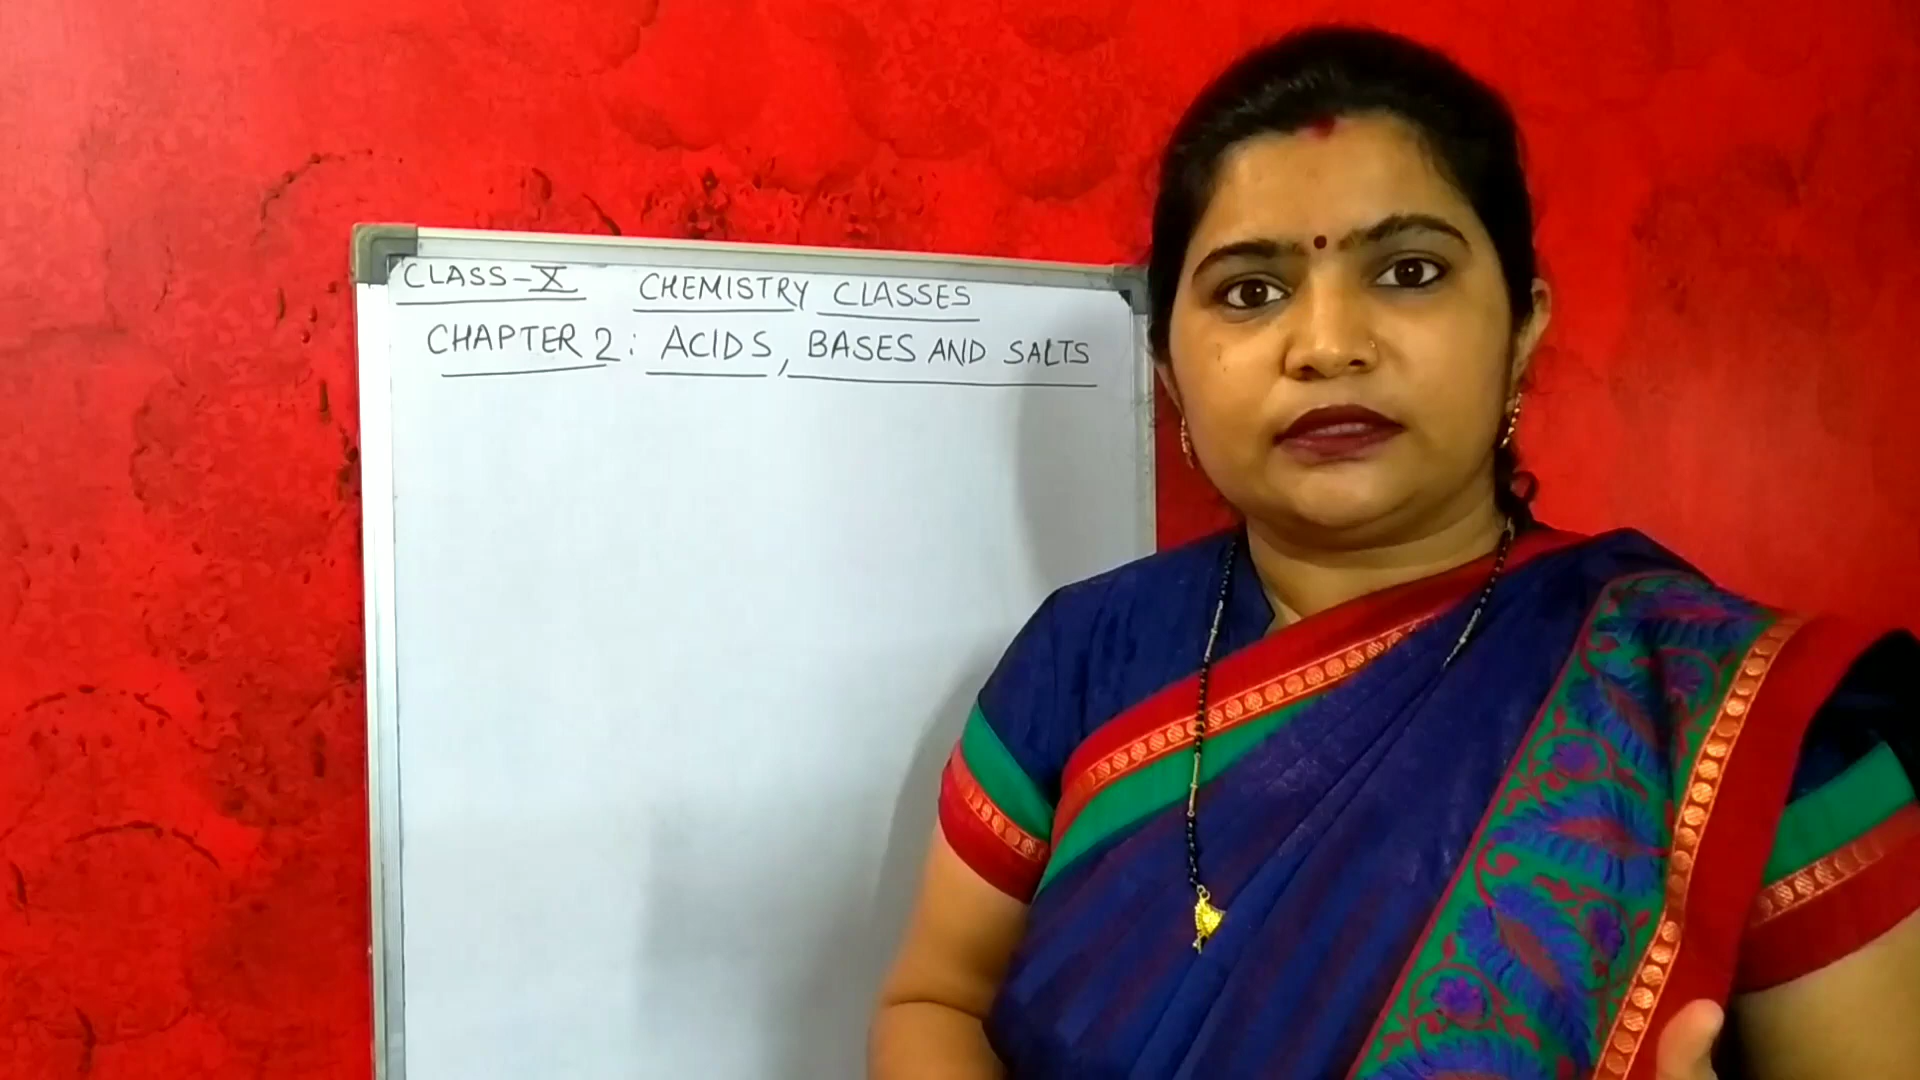 CLASS-X CHEMISTRY CLASSES
CHAPTER 2: ACIDS, BASES AND SALTS